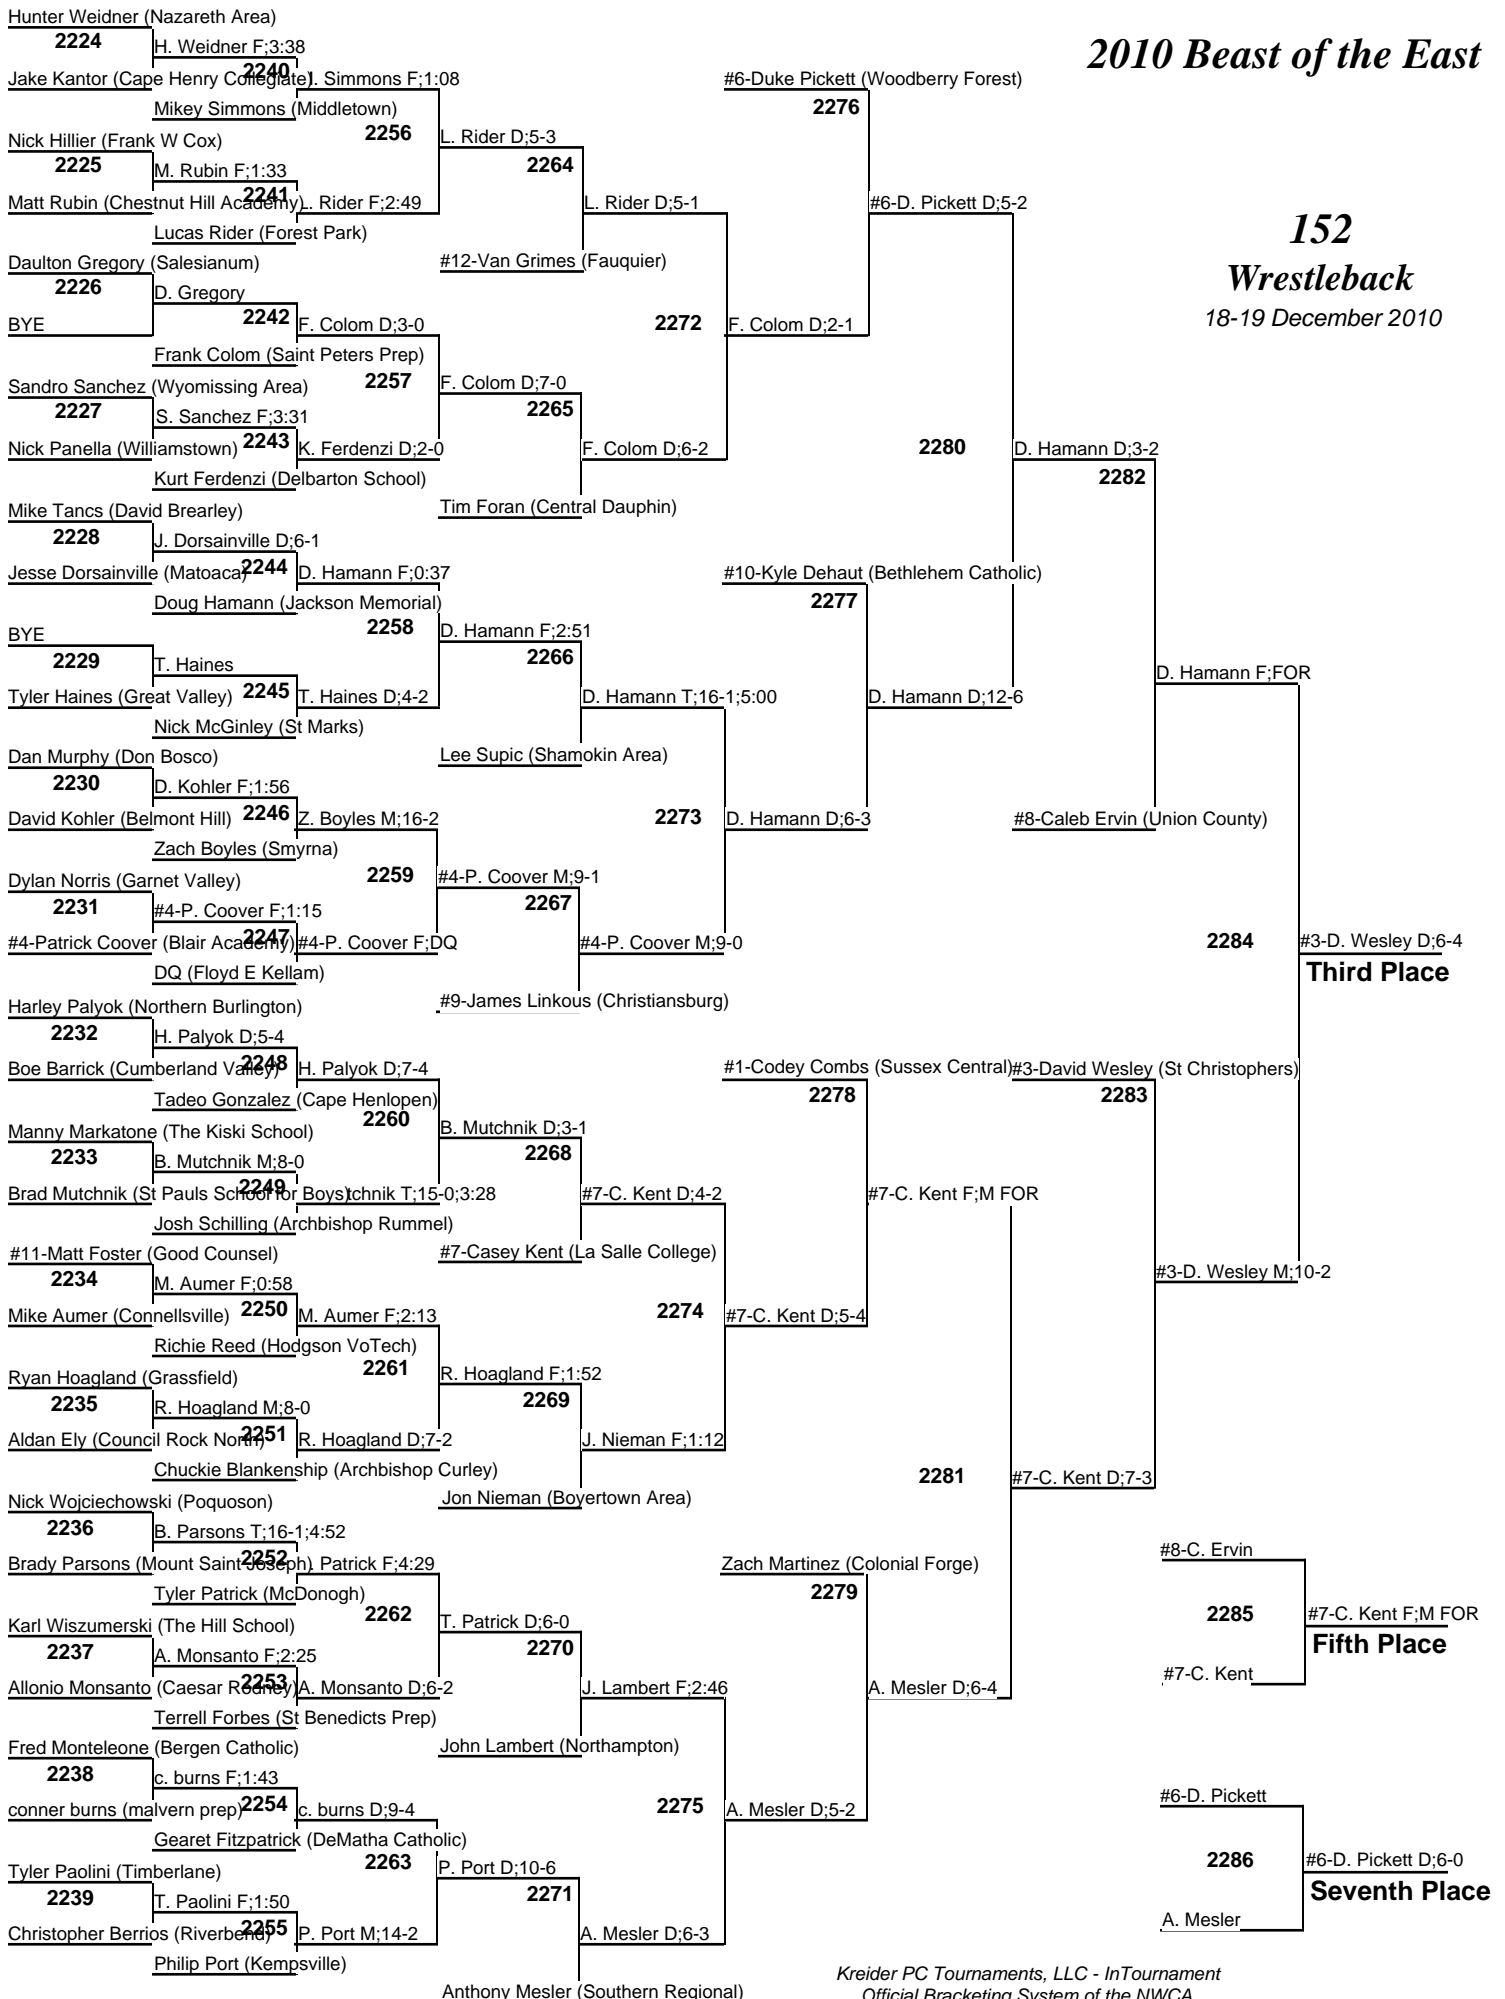 Hunter Weidner (Nazareth Area)
2224
H. Weidner F;3:38
2010 Beast of the East
2240
Jake Kantor (Cape Henry Collegiate)
. Simmons F;1:08
#6-Duke Pickett (Woodberry Forest)
Mikey Simmons (Middletown)
2276
2256
Nick Hillier (Frank W Cox)
L. Rider D;5-3
2225
2264
M. Rubin F;1:33
2241
Matt Rubin (Chestnut Hill Academy)
L. Rider F;2:49
L. Rider D;5-1
#6-D. Pickett D;5-2
152
Lucas Rider (Forest Park)
Daulton Gregory (Salesianum)
#12-Van Grimes (Fauquier)
Wrestleback
2226
D. Gregory
18-19 December 2010
BYE
2242
F. Colom D;3-0
2272
F. Colom D;2-1
Frank Colom (Saint Peters Prep)
Sandro Sanchez (Wyomissing Area)
2257
F. Colom D;7-0
2227
S. Sanchez F;3:31
2265
Nick Panella (Williamstown)
2243
K. Ferdenzi D;2-0
F. Colom D;6-2
2280
D. Hamann D;3-2
Kurt Ferdenzi (Delbarton School)
2282
Mike Tancs (David Brearley)
Tim Foran (Central Dauphin)
2228
J. Dorsainville D;6-1
Jesse Dorsainville (Matoaca)
2244
D. Hamann F;0:37
#10-Kyle Dehaut (Bethlehem Catholic)
Doug Hamann (Jackson Memorial)
2277
BYE
2258
D. Hamann F;2:51
2229
T. Haines
2266
D. Hamann F;FOR
Tyler Haines (Great Valley)
2245
T. Haines D;4-2
D. Hamann T;16-1;5:00
D. Hamann D;12-6
Nick McGinley (St Marks)
Dan Murphy (Don Bosco)
Lee Supic (Shamokin Area)
2230
D. Kohler F;1:56
David Kohler (Belmont Hill)
2246
Z. Boyles M;16-2
2273
D. Hamann D;6-3
#8-Caleb Ervin (Union County)
Zach Boyles (Smyrna)
Dylan Norris (Garnet Valley)
2259
#4-P. Coover M;9-1
2231
#4-P. Coover F;1:15
2267
#4-Patrick Coover (Blair Academy)
2247
#4-P. Coover F;DQ
#4-P. Coover M;9-0
2284
#3-D. Wesley D;6-4
DQ (Floyd E Kellam)
Third Place
Harley Palyok (Northern Burlington)
#9-James Linkous (Christiansburg)
2232
H. Palyok D;5-4
Boe Barrick (Cumberland Valley)
2248
H. Palyok D;7-4
#1-Codey Combs (Sussex Central)
#3-David Wesley (St Christophers)
Tadeo Gonzalez (Cape Henlopen)
2278
2283
2260
Manny Markatone (The Kiski School)
B. Mutchnik D;3-1
2233
B. Mutchnik M;8-0
2268
Brad Mutchnik (St Pauls School for Boys)
2249
tchnik T;15-0;3:28
#7-C. Kent D;4-2
#7-C. Kent F;M FOR
Josh Schilling (Archbishop Rummel)
#11-Matt Foster (Good Counsel)
#7-Casey Kent (La Salle College)
2234
M. Aumer F;0:58
#3-D. Wesley M;10-2
Mike Aumer (Connellsville)
2250
M. Aumer F;2:13
2274
#7-C. Kent D;5-4
Richie Reed (Hodgson VoTech)
Ryan Hoagland (Grassfield)
2261
R. Hoagland F;1:52
2235
R. Hoagland M;8-0
2269
Aldan Ely (Council Rock North)
2251
R. Hoagland D;7-2
J. Nieman F;1:12
Chuckie Blankenship (Archbishop Curley)
2281
#7-C. Kent D;7-3
Nick Wojciechowski (Poquoson)
Jon Nieman (Boyertown Area)
2236
B. Parsons T;16-1;4:52
#8-C. Ervin
Brady Parsons (Mount Saint Joseph)
2252
. Patrick F;4:29
Zach Martinez (Colonial Forge)
Tyler Patrick (McDonogh)
2279
Karl Wiszumerski (The Hill School)
2262
T. Patrick D;6-0
2285
#7-C. Kent F;M FOR
2237
A. Monsanto F;2:25
2270
Fifth Place
Allonio Monsanto (Caesar Rodney)
2253
A. Monsanto D;6-2
J. Lambert F;2:46
A. Mesler D;6-4
#7-C. Kent
Terrell Forbes (St Benedicts Prep)
Fred Monteleone (Bergen Catholic)
John Lambert (Northampton)
2238
c. burns F;1:43
#6-D. Pickett
conner burns (malvern prep)
2254
c. burns D;9-4
2275
A. Mesler D;5-2
Gearet Fitzpatrick (DeMatha Catholic)
Tyler Paolini (Timberlane)
2263
P. Port D;10-6
2286
#6-D. Pickett D;6-0
2239
T. Paolini F;1:50
2271
Seventh Place
Christopher Berrios (Riverbend)
2255
P. Port M;14-2
A. Mesler D;6-3
A. Mesler
Philip Port (Kempsville)
Anthony Mesler (Southern Regional)
Kreider PC Tournaments, LLC - InTournament
Official Bracketing System of the NWCA